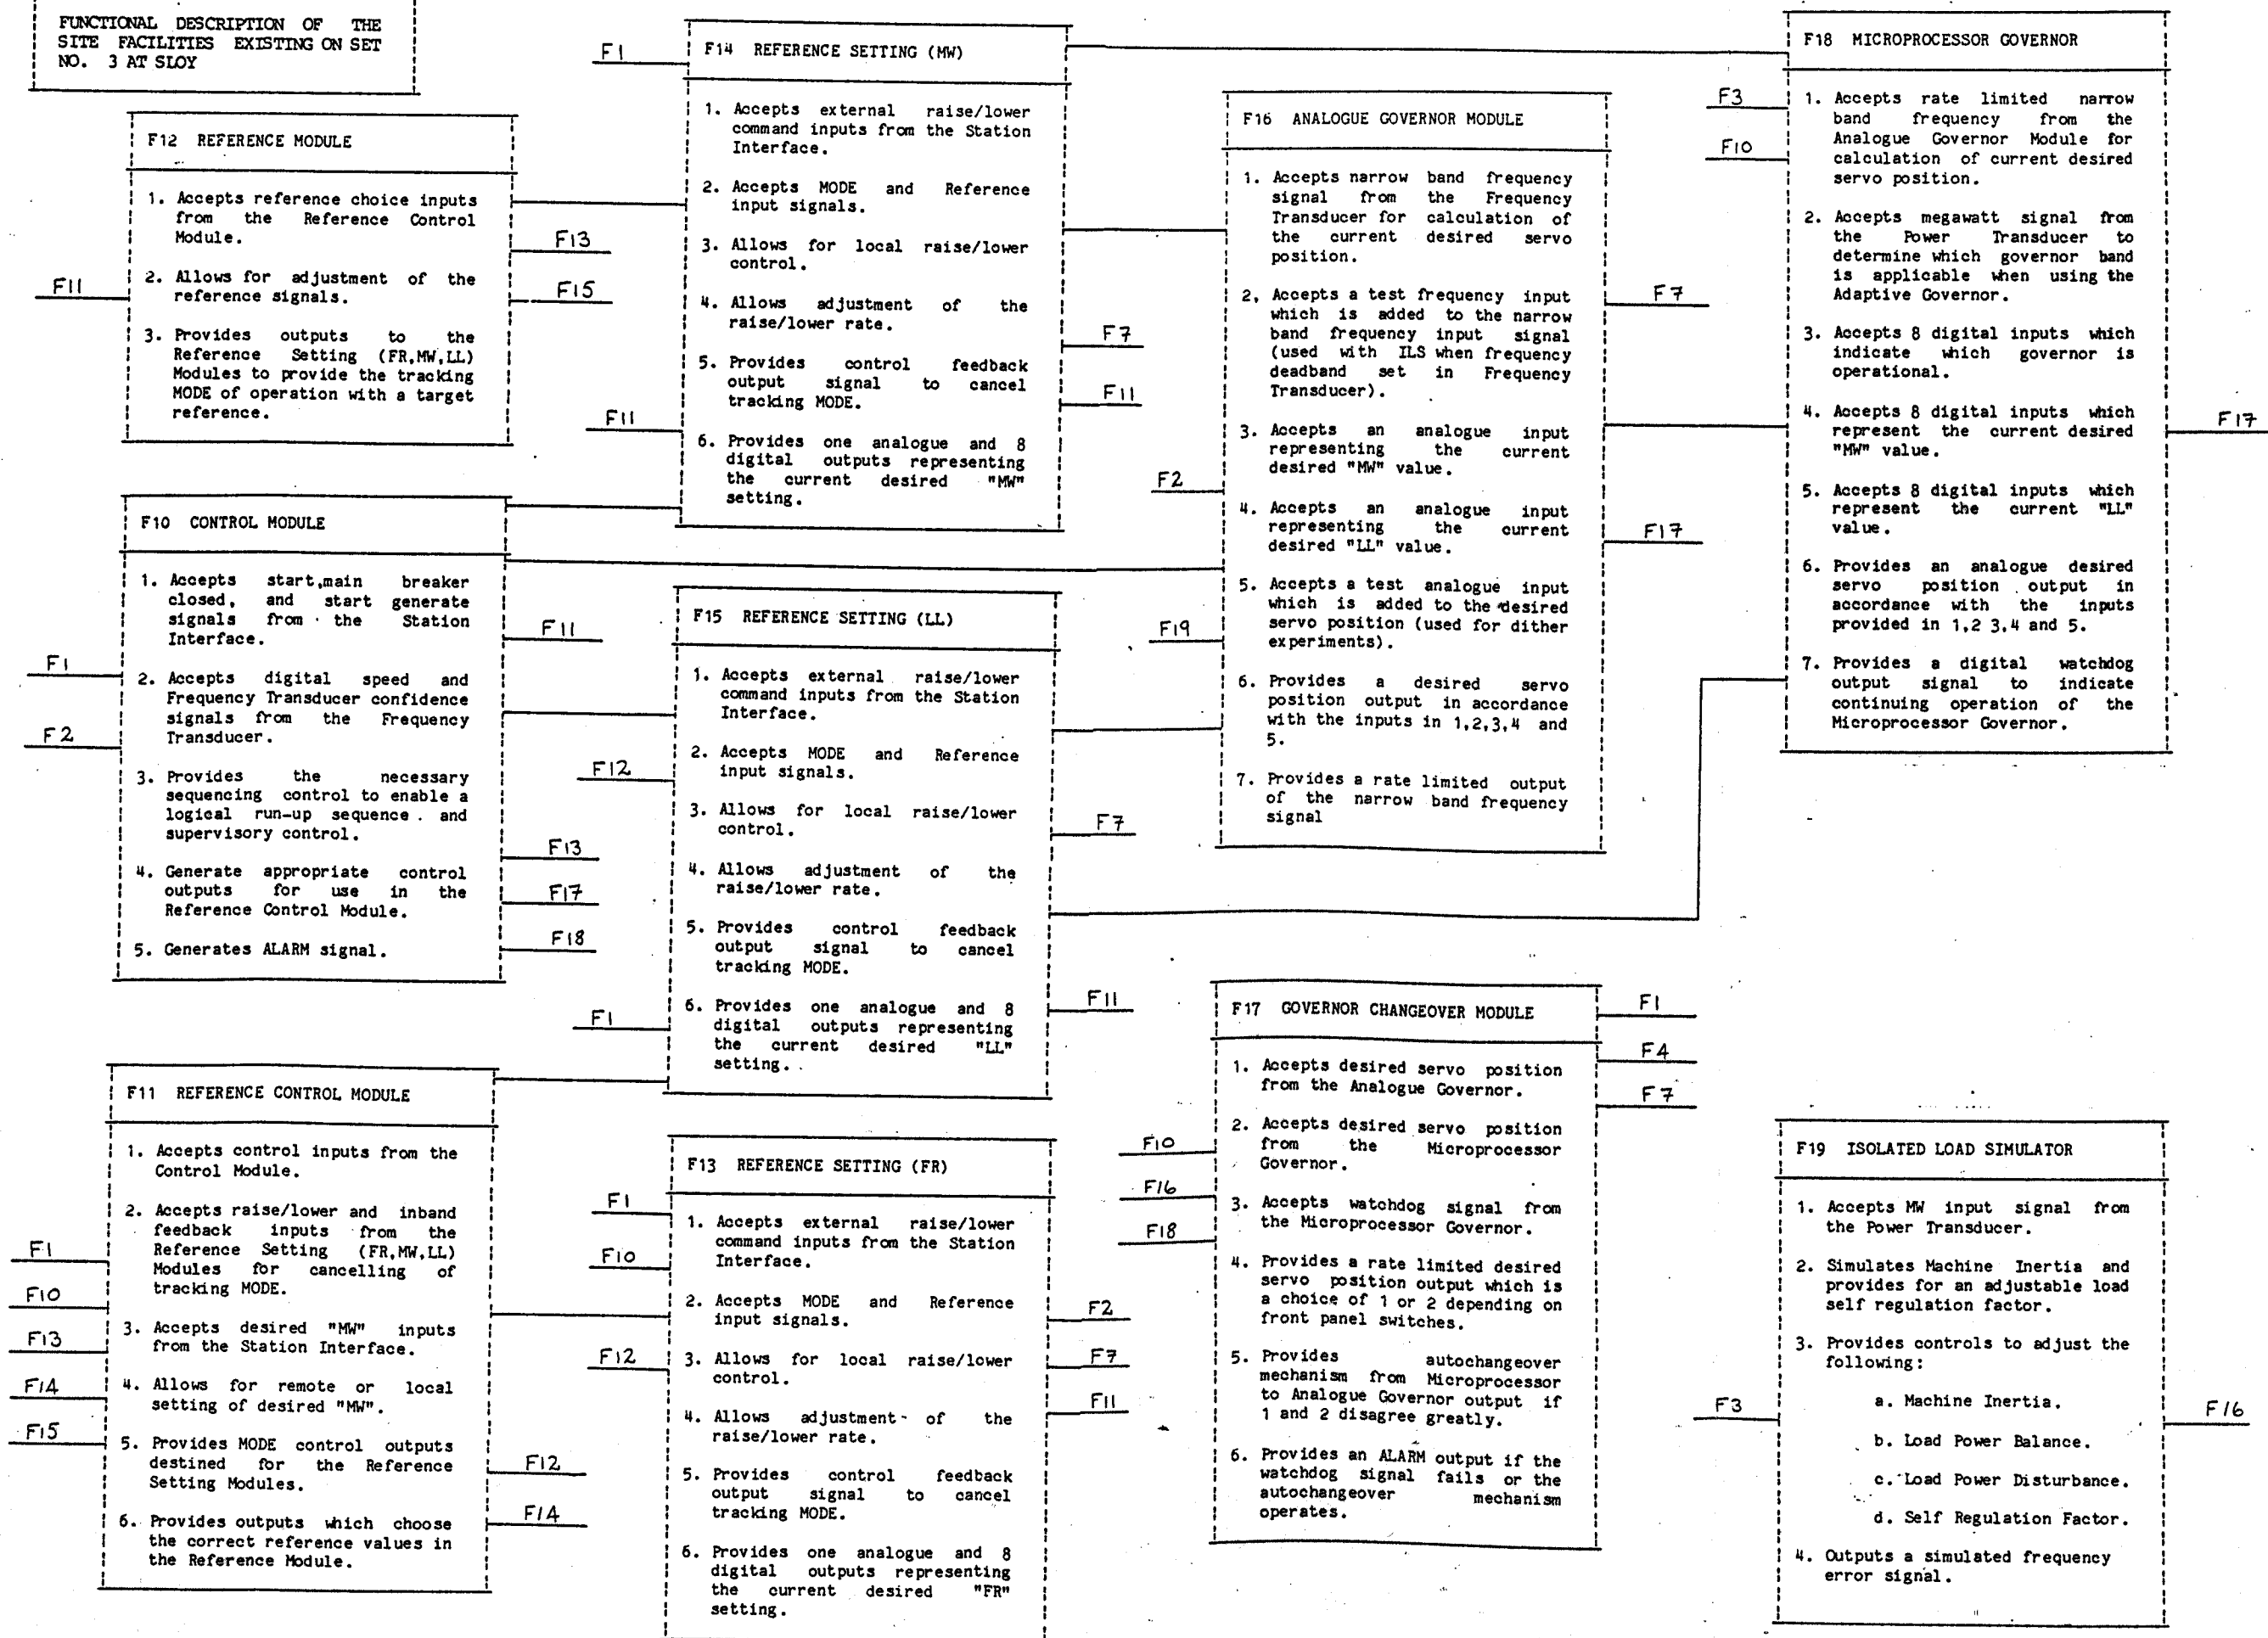 FUNCTIONAL DESCRIPTION OF THE
SITE FACILITIES EXISTING ON SET
NO. 3 AT SLOY
F12 REFERENCE MODULE
1. Accepts reference choice inputs
from the Reference Control
Module.
2. Allows for adjustment of the
reference signals.
3. Provides outputs to the
Reference Setting (FR,MW,LL)
Modules to provide the tracking
MODE of operation with a target
reference.
F11
F13
F15
F10 CONTROL MODULE
1. Accepts start,main breaker
closed, and start generate
signals from the Station
Interface.
2. Accepts digital speed and
Frequency Transducer confidence
signals from the Frequency
Transducer.
3. Provides the necessary
sequencing control to enable a
logical run-up sequence . and
supervisory control.
4. Generate appropriate control
outputs for use in the
Reference Control Module.
5. Generates ALARM signal.
F1
F2
F11
F13
F17
F18
F11 REFERENCE CONTROL MODULE
1. Accepts control inputs from the
Control Module.
2. Accepts raise/lower and inband
feedback inputs from the
Reference Setting (FR,MW,LL)
Modules for cancelling of
tracking MODE.
3. Accepts desired "MW" inputs
from the Station Interface.
4. Allows for remote or local
setting of desired "MW".
5. Provides MODE control outputs
destined for the Reference
Setting Modules.
6. Provides outputs which choose
the correct reference values in
the Reference Module.
F1
F10
F13
F14
F15
F12
F14
F14 REFERENCE SETTING (MW)
1. Accepts external raise/lower
command inputs from the Station
Interface.
2. Accepts MODE and Reference
input signals.
3. Allows for local raise/lower
control.
4. Allows adjustment of the
raise/lower rate.
5. Provides control feedback
output signal to cancel
tracking MODE.
6. Provides one analogue and 8
digital outputs representing
the current desired "MW"
setting.
F1
F11
F7
F11
F15 REFERENCE SETTING (LL)
1. Accepts external raise/lower
command inputs from the Station
Interface.
2. Accepts MODE and Reference
input signals.
3. Allows for local raise/lower
control.
4. Allows adjustment of the
raise/lower rate.
5. Provides control feedback
output signal to cancel
tracking MODE.
6. Provides one analogue and 8
digital outputs representing
the current desired "LL"
setting.
F12
F1
F7
F11
F13 REFERENCE SETTING (FR)
1. Accepts external raise/lower
command inputs from the Station
Interface.
2. Accepts MODE and Reference
input signals.
3. Allows for local raise/lower
control.
4. Allows adjustment of the
raise/lower rate.
5. Provides control feedback
output signal to cancel
tracking MODE.
6. Provides one analogue and 8
digital outputs representing
the current desired "FR"
setting.
F1
F10
F12
F2
F7
F11
F16 ANALOGUE GOVERNOR MODULE
1. Accepts narrow band frequency
signal from the Frequency
Transducer for calculation of
the current desired servo
position.
2, Accepts a test frequency input
which is added to the narrow
band frequency input signal
(used with ILS when frequency
deadband set in Frequency
Transducer).
3. Accepts an analogue input
representing the current
desired "MW" value.
4. Accepts an analogue input
representing the current
desired "LL" value.
5. Accepts a test analogue input
which is added to the desired
servo position (used for dither
experiments).
6. Provides a desired servo
position output in accordance
with the inputs in 1,2,3,4 and
5.
7. Provides a rate limited output
of the narrow band frequency
signal
F2
F19
F7
F17
F17 GOVERNOR CHANGEOVER MODULE
1. Accepts desired servo position
from the Analogue Governor.
2. Accepts desired servo position
from the Microprocessor
Governor.
3. Accepts watchdog signal from
the Microprocessor Governor.
4. Provides a rate limited desired
servo position output which is
a choice of 1 or 2 depending on
front panel switches.
5. Provides autochangeover
mechanism from Microprocessor
to Analogue Governor output if
1 and 2 disagree greatly.
6. Provides an ALARM output if the
watchdog signal fails or the
autochangeover mechanism
operates.
F10
F16
F18
F1
F4
F7
F18 MICROPROCESSOR GOVERNOR
1. Accepts rate limited narrow
band frequency from the
Analogue Governor Module for
calculation of current desired
servo position.
2. Accepts megawatt signal from
the Power Transducer to
determine which governor band
is applicable when using the
Adaptive Governor.
3. Accepts 8 digital inputs which
indicate which governor is
operational.
4. Accepts 8 digital inputs which
represent the current desired
"MW" value.
5. Accepts 8 digital inputs which
represent the current "LL"
value.
6. Provides an analogue desired
servo position output in
accordance with the inputs
provided in 1,2 3,4 and 5.
7. Provides a digital watchdog
output signal to indicate
continuing operation of the
Microprocessor Governor.
F3
F10
F17
F19 ISOLATED LOAD SIMULATOR
1. Accepts MW input signal from
the Power Transducer.
2. Simulates Machine Inertia and
provides for an adjustable load
self regulation factor.
3. Provides controls to adjust the
following:
a. Machine Inertia.
b. Load Power Balance.
c. Load Power Disturbance.
d. Self Regulation Factor.
4. Outputs a simulated frequency
error signal.
F3
F16